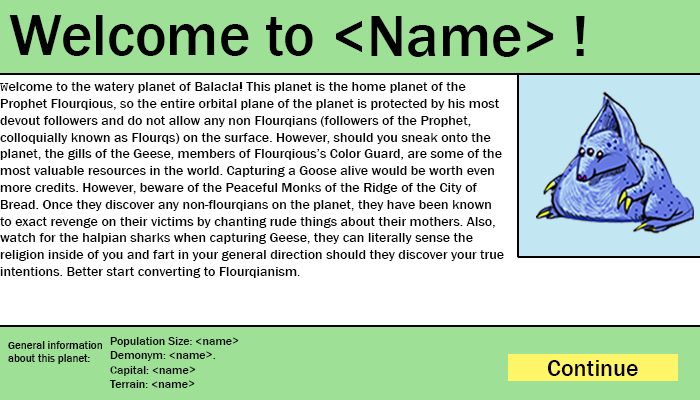 Welcome to <Name> !
Welcome to the watery planet of Balacla! This planet is the home planet of the
Prophet Flourqious, so the entire orbital plane of the planet is protected by his most
devout followers and do not allow any non Flourqians (followers of the Prophet,
colloquially known as Flourqs) on the surface. However, should you sneak onto the
planet, the gills of the Geese, members of Flourqious's Color Guard, are some of the
most valuable resources in the world. Capturing a Goose alive would be worth even
more credits. However, beware of the Peaceful Monks of the Ridge of the City of
Bread. Once they discover any non-flourqians on the planet, they have been known
to exact revenge on their victims by chanting rude things about their mothers. Also,
watch for the halpian sharks when capturing Geese, they can literally sense the
religion inside of you and fart in your general direction should they discover your true
intentions. Better start converting to Flourqianism.
General information
about this planet:
Population Size: <name>
Demonym: <name>.
Capital: <name>
Terrain: <name>
Continue